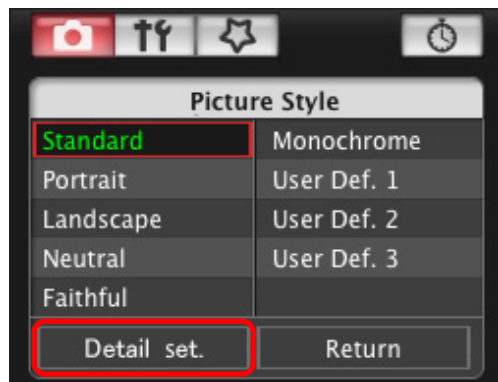 Picture Style
Standard
Monochrome
Portrait
User Def. 1
Landscape
User Def. 2
Neutral
User Def. 3
Faithful
Detail set.
Return